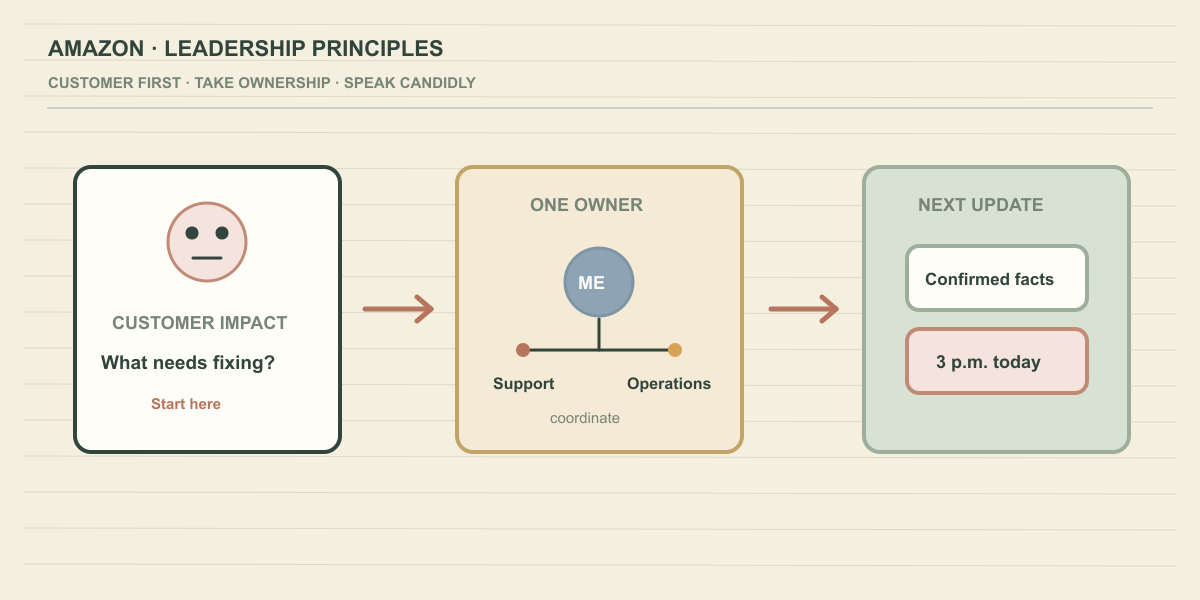 AMAZON · LEADERSHIP PRINCIPLES
CUSTOMER FIRST · TAKE OWNERSHIP · SPEAK CANDIDLY
CUSTOMER IMPACT
What needs fixing?
Start here
ONE OWNER
ME
Support
Operations
coordinate
NEXT UPDATE
Confirmed facts
3 p.m. today